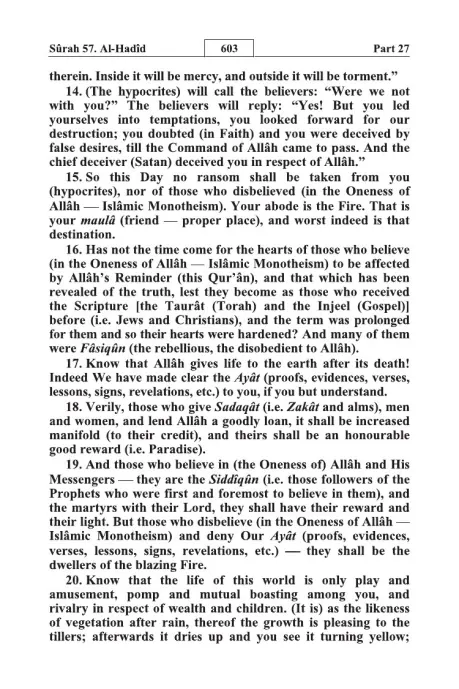 Sûrah 57. Al-Hadîd 603 Part 27
therein. Inside it will be mercy, and outside it will be torment.”
14. (The hypocrites) will call the believers: “Were we not
with you?” The believers will reply: “Yes! But you led
yourselves into temptations, you looked forward for our
destruction; you doubted (in Faith) and you were deceived by
false desires, till the Command of Allâh came to pass. And the
chief deceiver (Satan) deceived you in respect of Allâh.”
15. So this Day no ransom shall be taken from you
(hypocrites), nor of those who disbelieved (in the Oneness of
Allâh — Islâmic Monotheism). Your abode is the Fire. That is
your maulâ (friend — proper place), and worst indeed is that
destination.
16. Has not the time come for the hearts of those who believe
(in the Oneness of Allâh — Islâmic Monotheism) to be affected
by Allâh’s Reminder (this Qur’ân), and that which has been
revealed of the truth, lest they become as those who received
the Scripture [the Taurât (Torah) and the Injeel (Gospel)]
before (i.e. Jews and Christians), and the term was prolonged
for them and so their hearts were hardened? And many of them
were Fâsiqûn (the rebellious, the disobedient to Allâh).
17. Know that Allâh gives life to the earth after its death!
Indeed We have made clear the Ayât (proofs, evidences, verses,
lessons, signs, revelations, etc.) to you, if you but understand.
18. Verily, those who give Sadaqât (i.e. Zakât and alms), men
and women, and lend Allâh a goodly loan, it shall be increased
manifold (to their credit), and theirs shall be an honourable
good reward (i.e. Paradise).
19. And those who believe in (the Oneness of) Allâh and His
Messengers — they are the Siddîqûn (i.e. those followers of the
Prophets who were first and foremost to believe in them), and
the martyrs with their Lord, they shall have their reward and
their light. But those who disbelieve (in the Oneness of Allâh —
Islâmic Monotheism) and deny Our Ayât (proofs, evidences,
verses, lessons, signs, revelations, etc.) — they shall be the
dwellers of the blazing Fire.
20. Know that the life of this world is only play and
amusement, pomp and mutual boasting among you, and
rivalry in respect of wealth and children. (It is) as the likeness
of vegetation after rain, thereof the growth is pleasing to the
tillers; afterwards it dries up and you see it turning yellow;